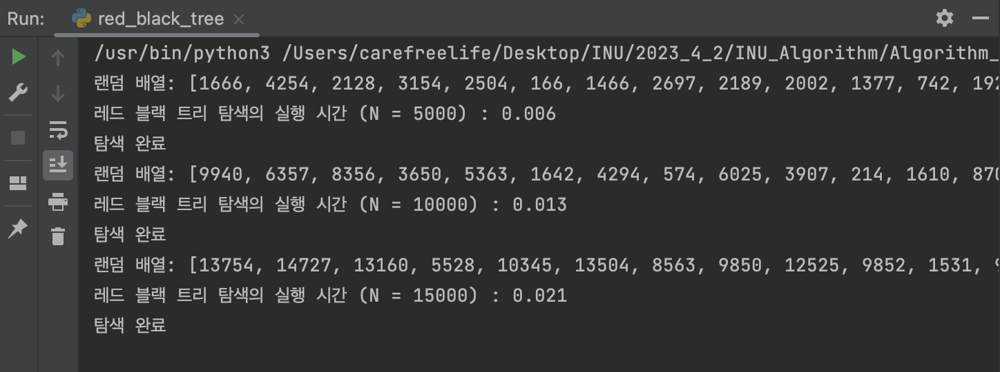 Run: red_black_tree
/usr/bin/python3 /Users/carefreelife/Desktop/INU/2023_4_2/INU_Algorithm/Algorithm_
랜덤 배열: [1666, 4254, 2128, 3154, 2504, 166, 1466, 2697, 2189, 2002, 1377, 742,
레드 블랙 트리 탐색의 실행 시간 (N = 5000) : 0.006
탐색 완료
랜덤 배열: [9940, 6357, 8356, 3650, 5363, 1642, 4294, 574, 6025, 3907, 214, 1610,
레드 블랙 트리 탐색의 실행 시간 (N = 10000) : 0.013
탐색 완료
랜덤 배열: [13754, 14727, 13160, 5528, 10345, 13504, 8563, 9850, 12525, 9852, 1531,
레드 블랙 트리 탐색의 실행 시간 (N = 15000) : 0.021
탐색 완료